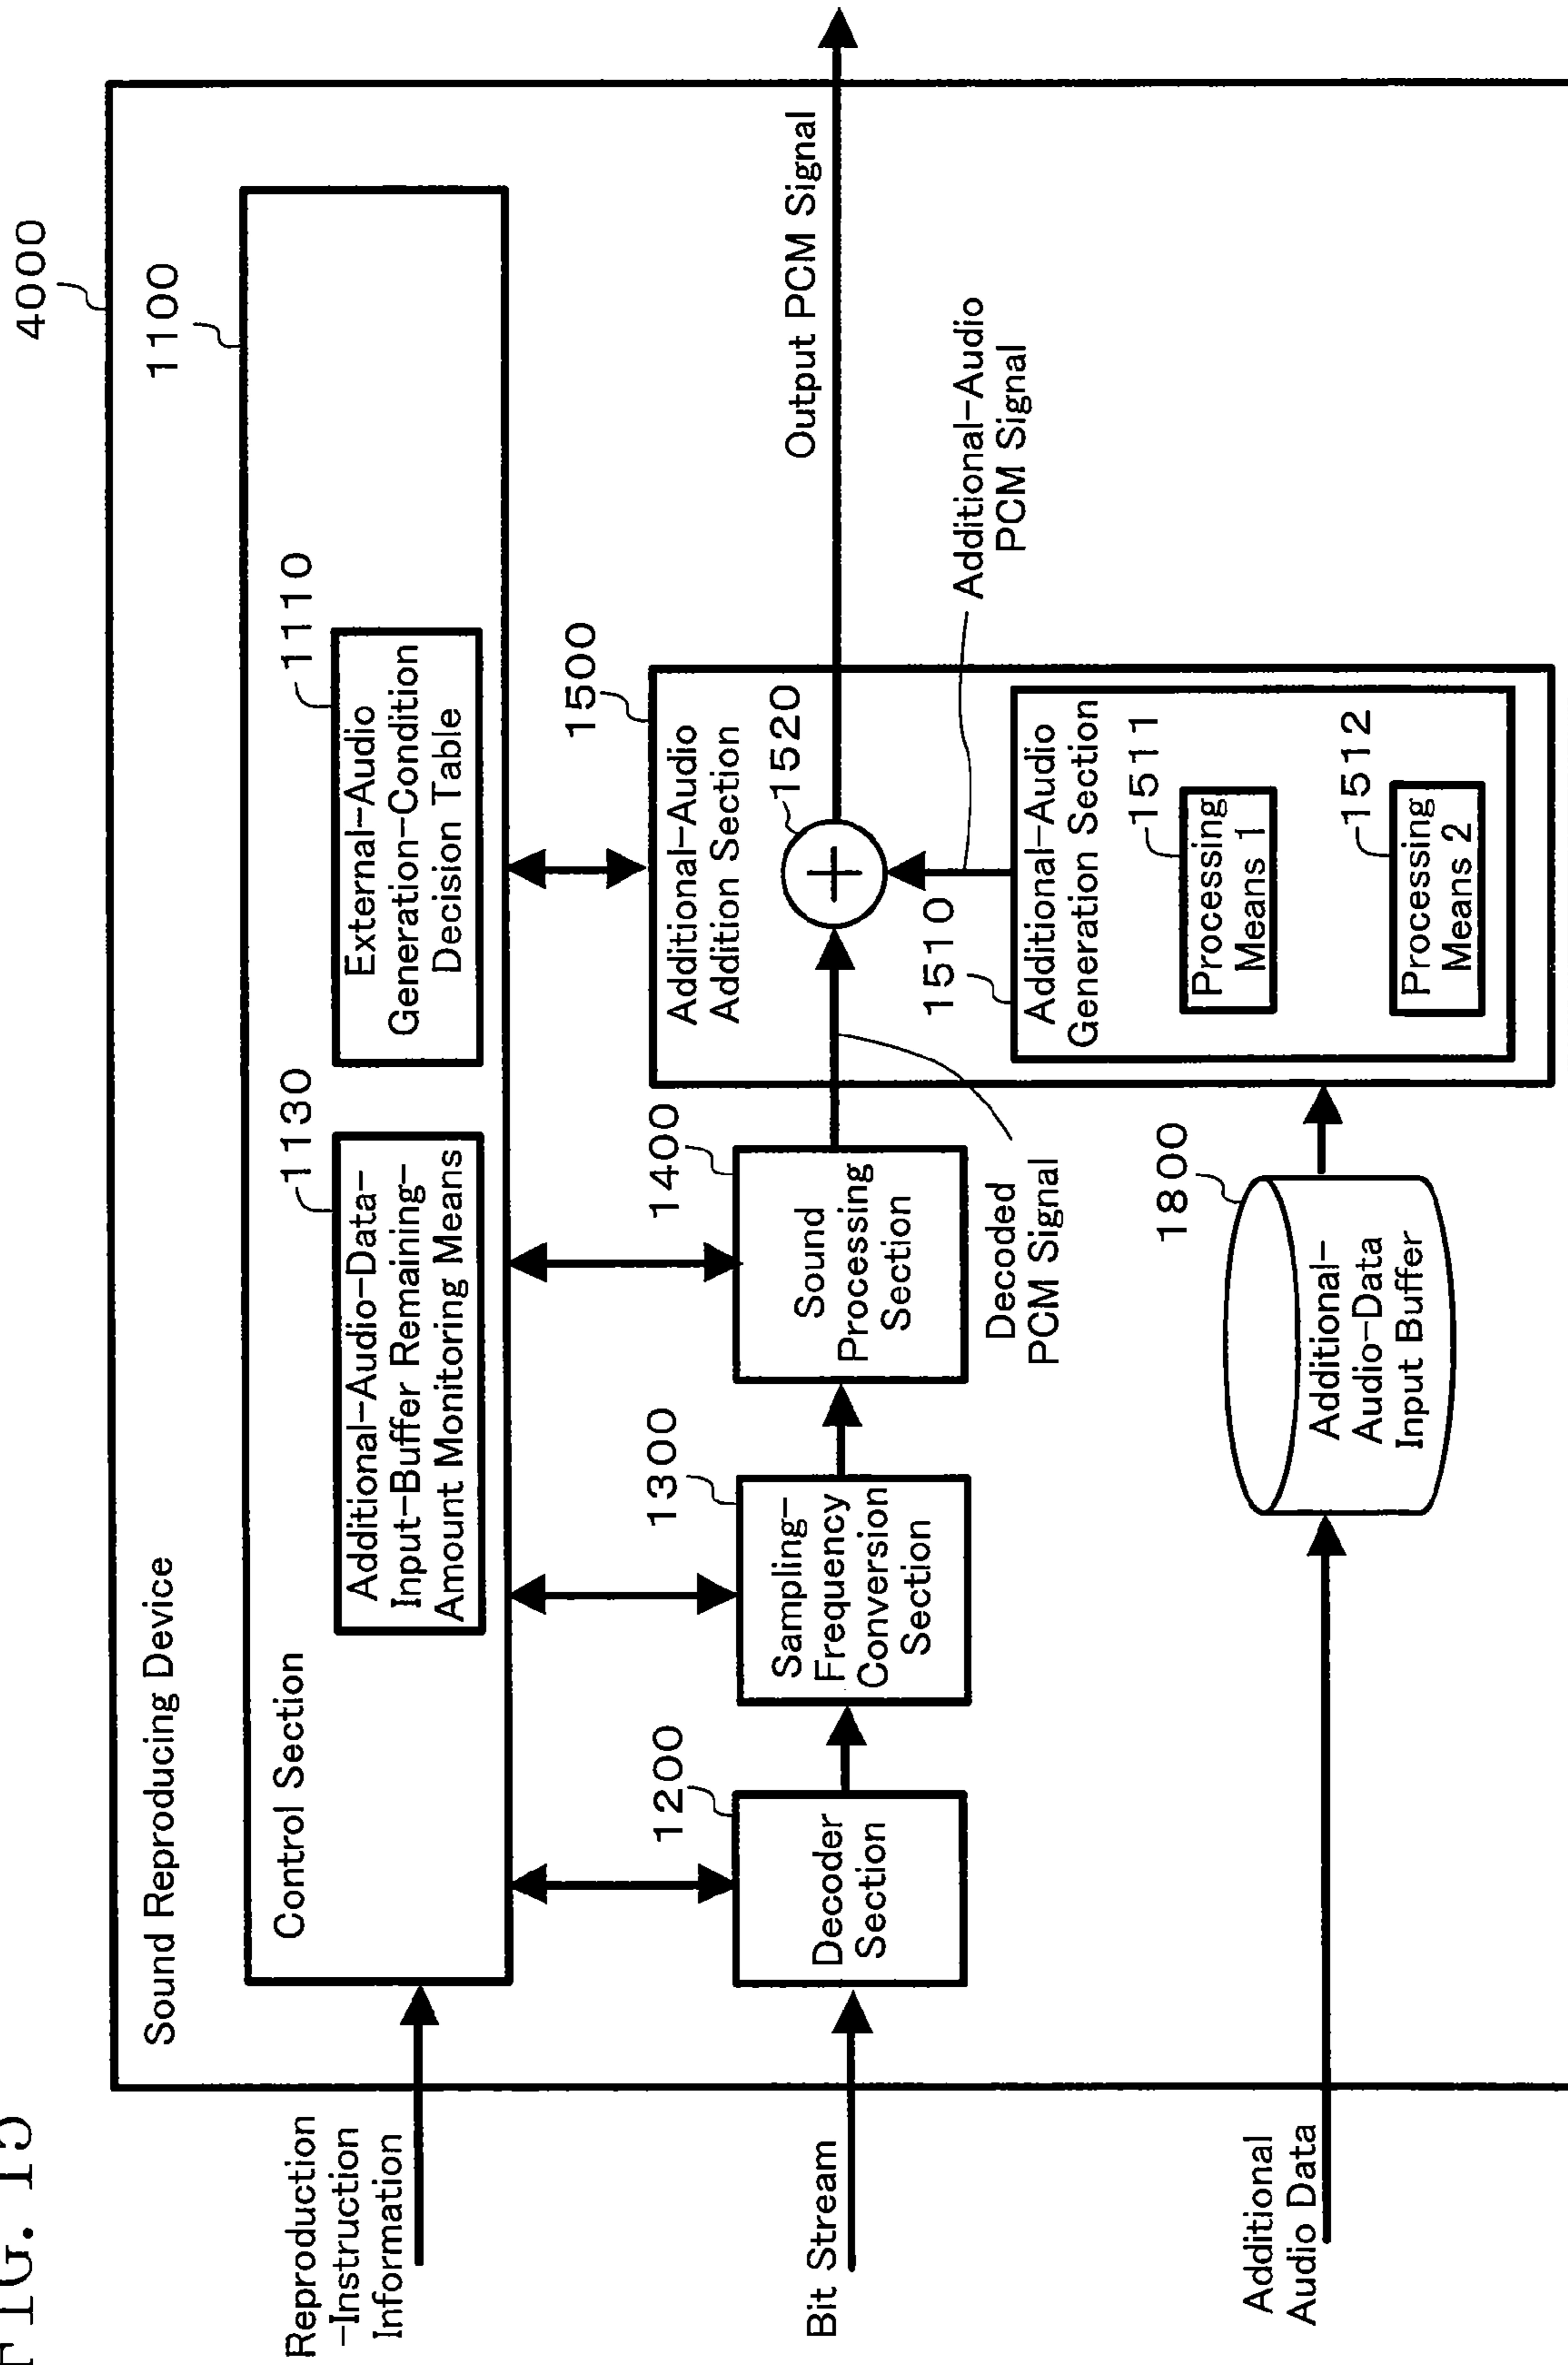 FIG. 15
4000
Sound Reproducing Device
1100
Control Section
1130
Additional-Audio-Data-
Input-Buffer Remaining-
Amount Monitoring Means
1110
External-Audio
Generation-Condition
Decision Table
Reproduction
-Instruction
Information
Bit Stream
1200
Decoder
Section
1300
Sampling-
Frequency
Conversion
Section
1400
Sound
Processing
Section
Decoded
PCM Signal
1500
Additional-Audio
Addition Section
1520
Output PCM Signal
Additional-Audio
PCM Signal
1510
Additional-Audio
Generation Section
1511
Processing
Means 1
1512
Processing
Means 2
Additional
Audio Data
1800
Additional-
Audio-Data
Input Buffer